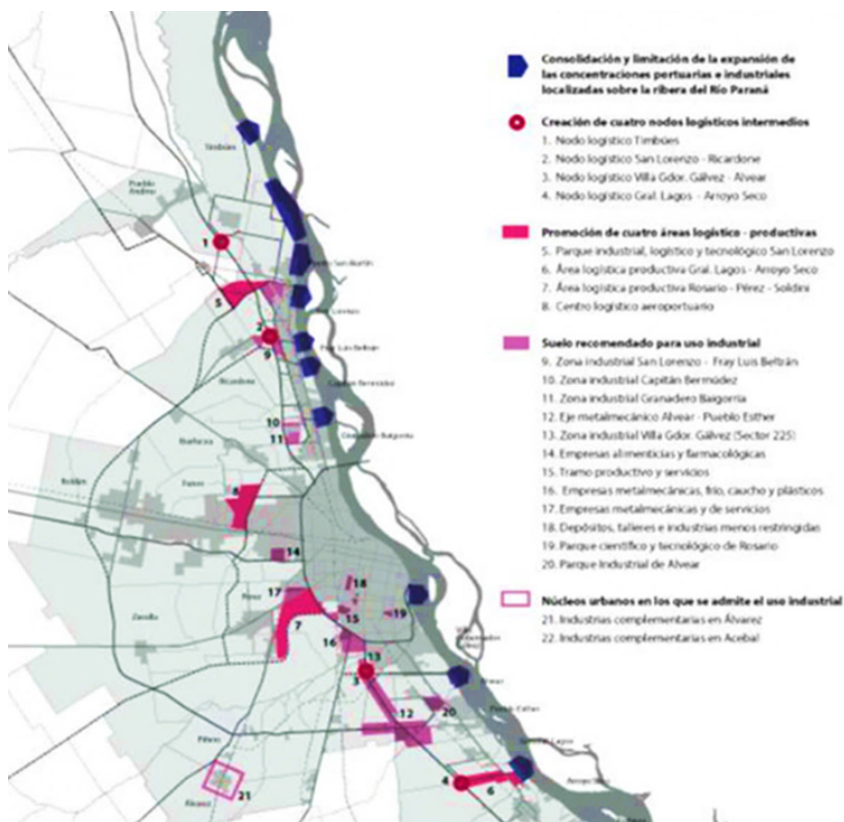 Consolidación y limitación de la expansión de
las concentraciones portuarias e industriales
localizadas sobre la ribera del Río Paraná
Creación de cuatro nodos logísticos intermedios
1. Nodo logístico Timbúes
2. Nodo logístico San Lorenzo - Ricardone
3. Nodo logístico Villa Gdor. Gálvez - Alvear
4. Nodo logístico Gral. Lagos - Arroyo Seco
Promoción de cuatro áreas logístico - productivas
5. Parque industrial, logístico y tecnológico San Lorenzo
6. Área logística productiva Gral. Lagos - Arroyo Seco
7. Área logística productiva Rosario - Pérez - Soldini
8. Centro logístico aeroportuario
Suelo recomendado para uso industrial
9. Zona industrial San Lorenzo - Fray Luis Beltrán
10. Zona industrial Capitán Bermúdez
11. Zona industrial Granadero Baigorria
12. Eje metalmecánico Alvear - Pueblo Esther
13. Zona industrial Villa Gdor. Gálvez (Sector 225)
14. Empresas alimenticias y farmacológicas
15. Tramo productivo y servicios
16. Empresas metalmecánicas, frío, caucho y plásticos
17. Empresas metalmecánicas y de servicios
18. Depósitos, talleres e industrias menos restringidas
19. Parque científico y tecnológico de Rosario
20. Parque Industrial de Alvear
Núcleos urbanos en los que se admite el uso industrial
21. Industrias complementarias en Álvarez
22. Industrias complementarias en Acebal
Timbúes
Pueblo
Andino
1
5
2
Fray Luis Beltrán
9
Ricardone
Capitán Bermúdez
10
11
Granadero Baigorria
Ibarlucea
Roldán
Funes
8
14
18
17
Pérez
15
19
Zavalla
7
16
13
3
Alvear
12
20
Pueblo Esther
Piñero
General Lagos
4
6
Arroyo Seco
21
Álvarez